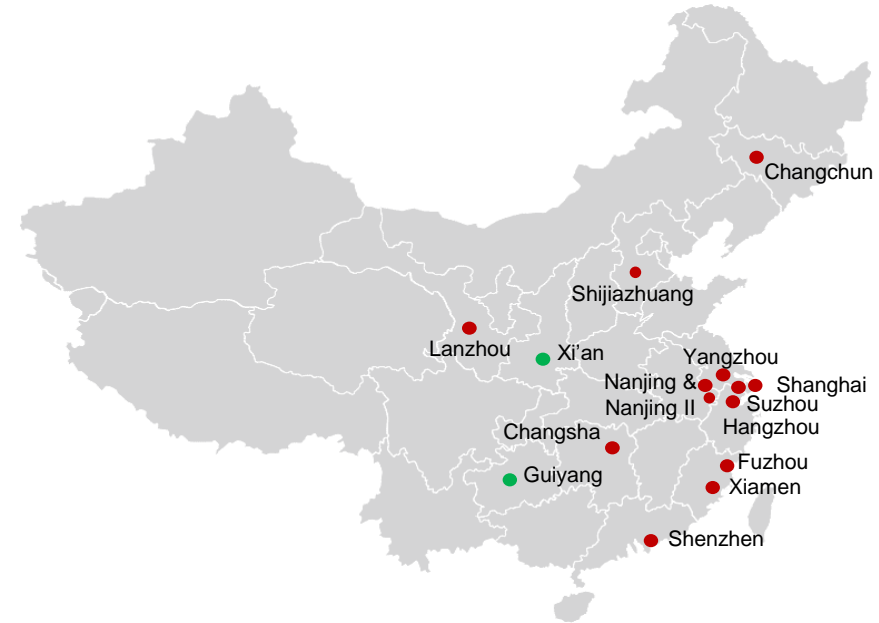 Changchun
Shijiazhuang
Lanzhou
Xi’an
Yangzhou
Nanjing &
Nanjing II
Shanghai
Suzhou
Hangzhou
Changsha
Fuzhou
Guiyang
Xiamen
Shenzhen